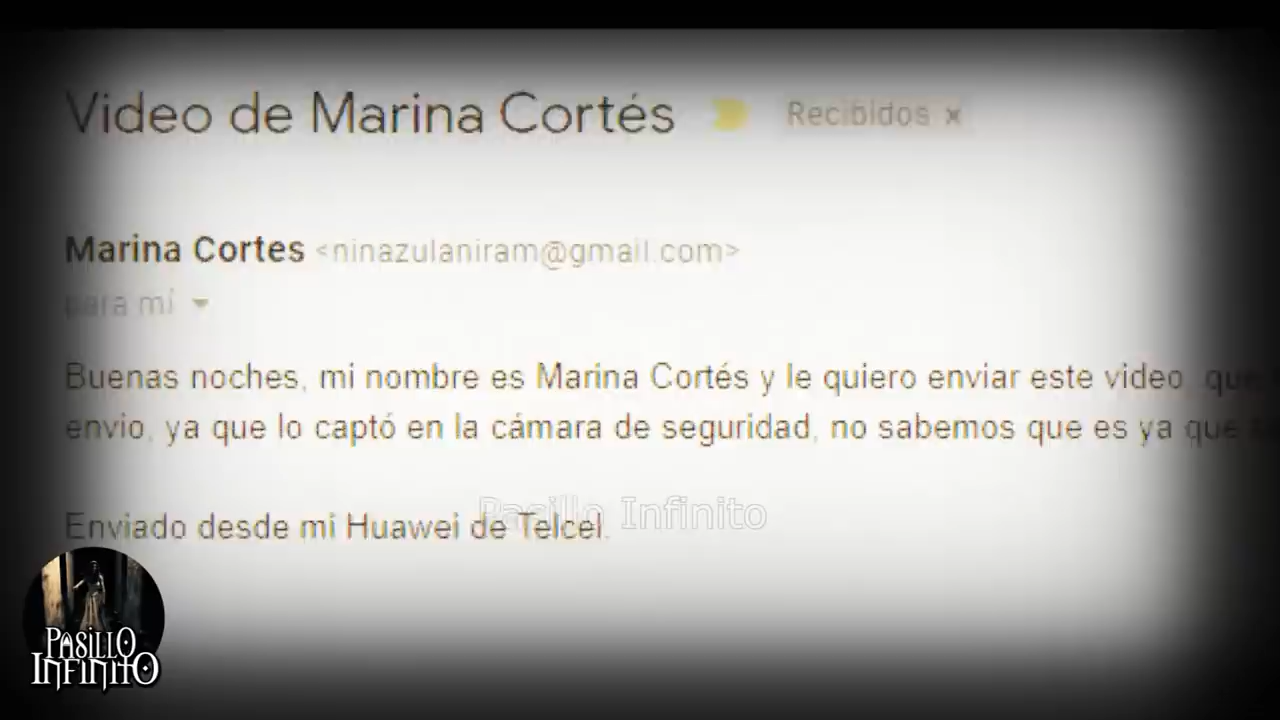 Video de Marina Cortés
Recibidos x
Marina Cortes <ninazulaniram@gmail.com>
para mí
Buenas noches, mi nombre es Marina Cortés y le quiero enviar este video, que
envio, ya que lo captó en la cámara de seguridad, no sabemos que es ya que
Pasillo Infinito
Enviado desde mi Huawei de Telcel.
PASILLO
INFINITO